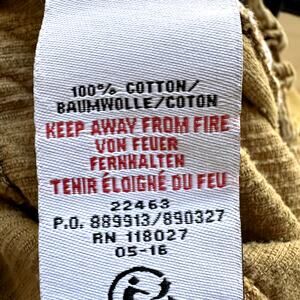 100% COTTON/
BAUMWOLLE/COTON
KEEP AWAY FROM FIRE
VON FEUER
FERNHALTEN
TENIR ÉLOIGNÉ DU FEU
22463
P.O. 889913/890327
RN 118027
05-16